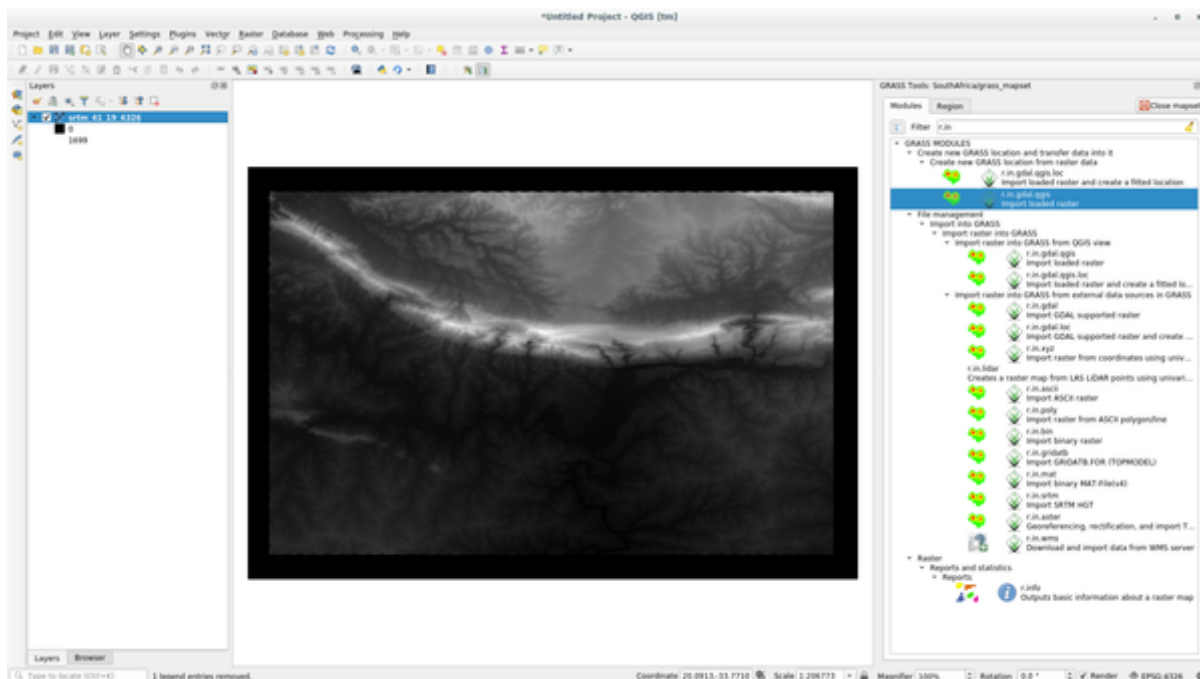 *Untitled Project - QGIS [tm]
Project Edit View Layer Settings Plugins Vector Raster Database Web Processing Help
Layers
srtm_41_19_4326
0
1699
Layers Browser
Type to locate (Ctrl+K)
1 legend entries removed.
Coordinate 20.0913,-33.7710
Scale 1:206773
Magnifier 100%
Rotation 0.0 °
Render
EPSG:4326
GRASS Tools: SouthAfrica/grass_mapset
Modules Region
Close mapset
Filter r.in
GRASS MODULES
Create new GRASS location and transfer data into it
Create new GRASS location from raster data
r.in.gdal.qgis.loc
Import loaded raster and create a fitted location
r.in.gdal.qgis
Import loaded raster
File management
Import into GRASS
Import raster into GRASS
Import raster into GRASS from QGIS view
r.in.gdal.qgis
Import loaded raster
r.in.gdal.qgis.loc
Import loaded raster and create a fitted lo...
Import raster into GRASS from external data sources in GRASS
r.in.gdal
Import GDAL supported raster
r.in.gdal.loc
Import GDAL supported raster and create ...
r.in.xyz
Import raster from coordinates using univ...
r.in.lidar
Creates a raster map from LAS LiDAR points using univari...
r.in.ascii
Import ASCII raster
r.in.poly
Import raster from ASCII polygon/line
r.in.bin
Import binary raster
r.in.gridatb
Import GRIDATB.FOR (TOPMODEL)
r.in.mat
Import binary MAT-File(v4)
r.in.srtm
Import SRTM HGT
r.in.aster
Georeferencing, rectification, and import T...
r.in.wms
Download and import data from WMS server
Raster
Reports and statistics
Reports
r.info
Outputs basic information about a raster map